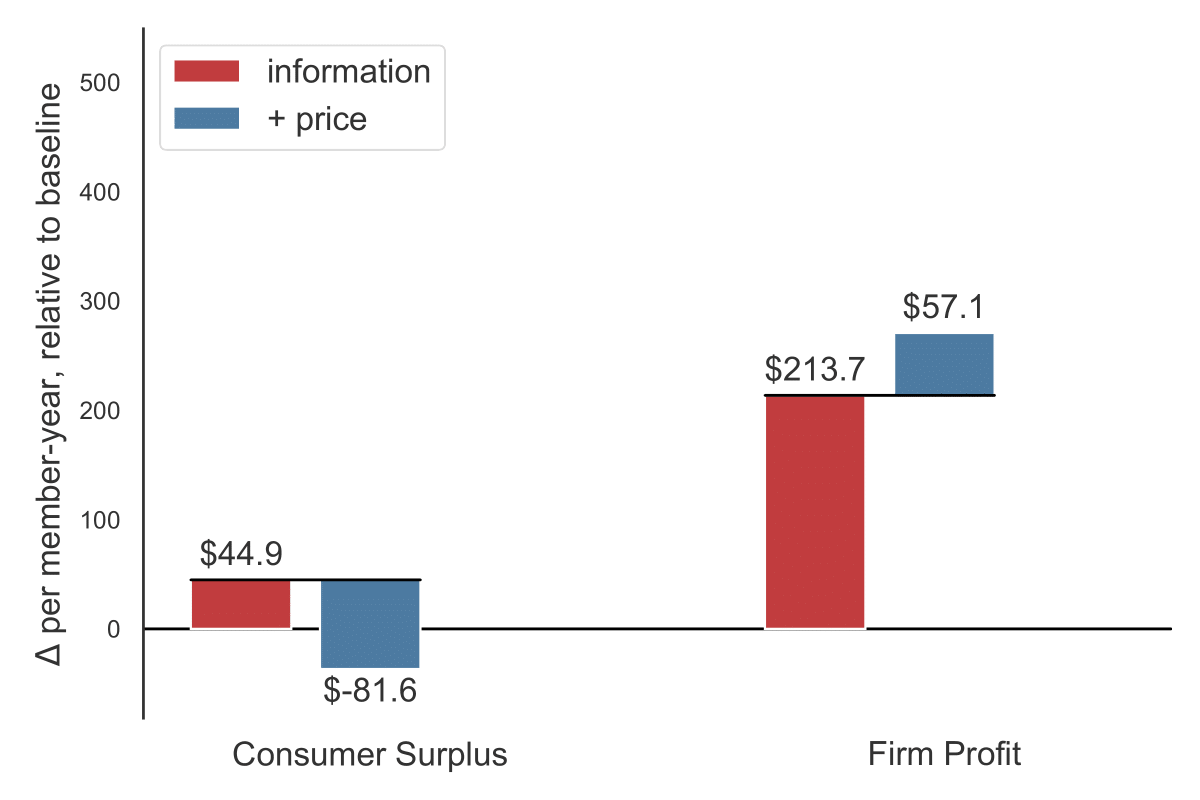 Δ per member-year, relative to baseline
500
400
300
200
100
0
information
+ price
$44.9
$-81.6
$213.7
$57.1
Consumer Surplus
Firm Profit